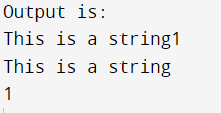 Output is:
This is a string1
This is a string
1